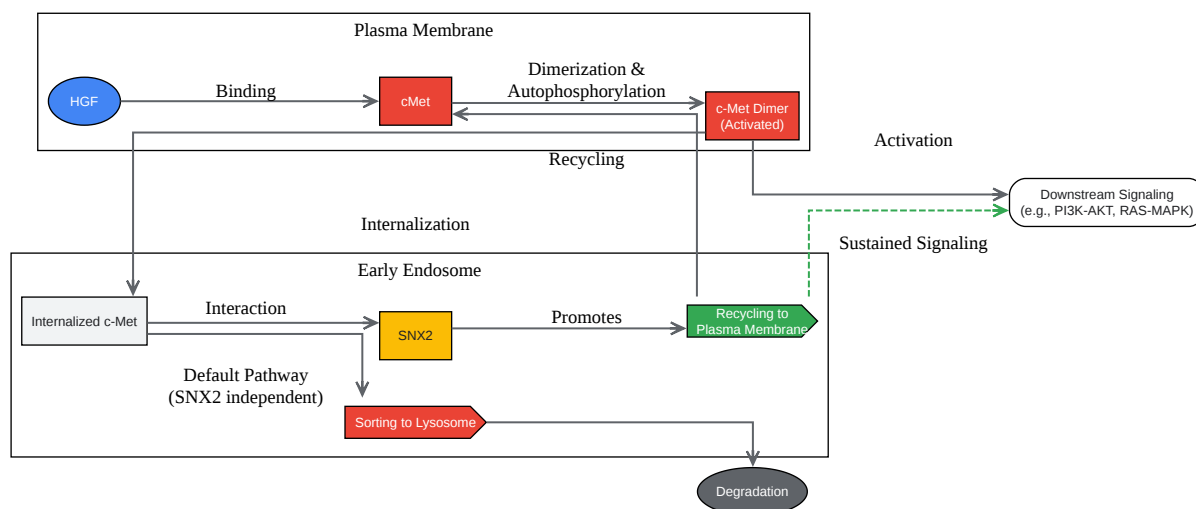 Plasma Membrane
HGF
Binding
cMet
Dimerization &
Autophosphorylation
c-Met Dimer
(Activated)
Activation
Recycling
Downstream Signaling
(e.g., PI3K-AKT, RAS-MAPK)
Internalization
Sustained Signaling
Early Endosome
Internalized c-Met
Interaction
SNX2
Promotes
Recycling to
Plasma Membrane
Default Pathway
(SNX2 independent)
Sorting to Lysosome
Degradation